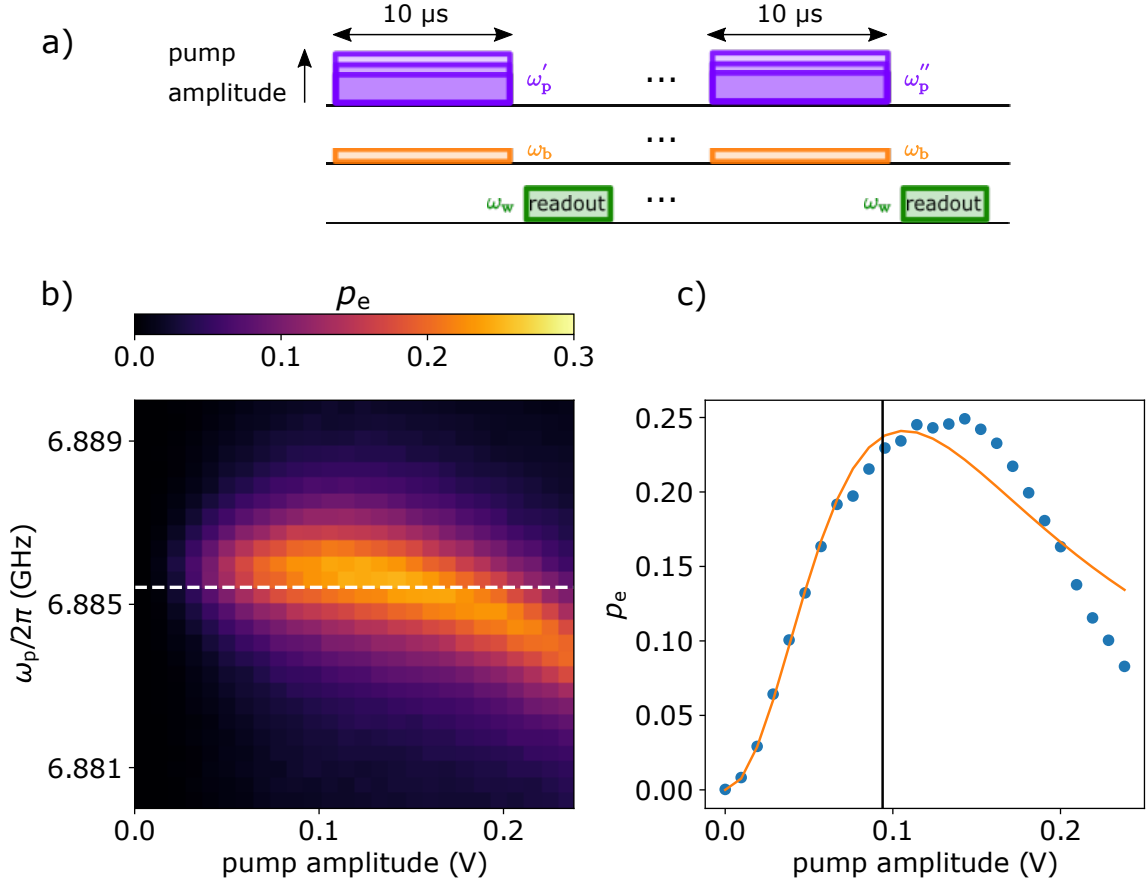 a)
10 μs
10 μs
pump
amplitude
ω′p
...
ω″p
ωb
...
ωb
ωw
readout
...
ωw
readout
b)
pe
0.0
0.1
0.2
0.3
ωp/2π (GHz)
6.889
6.885
6.881
0.0
0.1
0.2
pump amplitude (V)
c)
pe
0.25
0.20
0.15
0.10
0.05
0.00
0.0
0.1
0.2
pump amplitude (V)